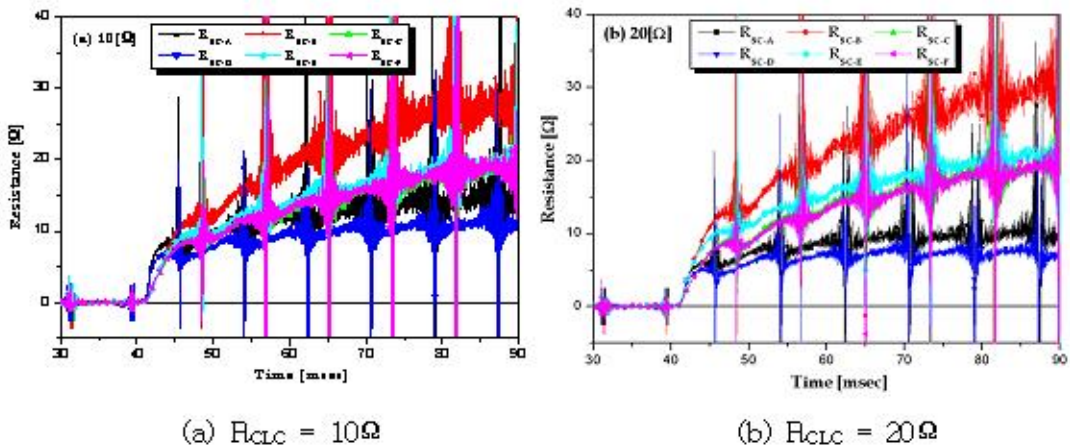 (a) 10[Ω]
R_SC-A R_SC-B R_SC-C
R_SC-D R_SC-E R_SC-F
Resistance [Ω]
40
30
20
10
0
30 40 50 60 70 80 90
Time [msec]
(b) 20[Ω]
R_SC-A R_SC-B R_SC-C
R_SC-D R_SC-E R_SC-F
Resistance [Ω]
40
30
20
10
0
30 40 50 60 70 80 90
Time [msec]
(a) R_CLC = 10Ω
(b) R_CLC = 20Ω